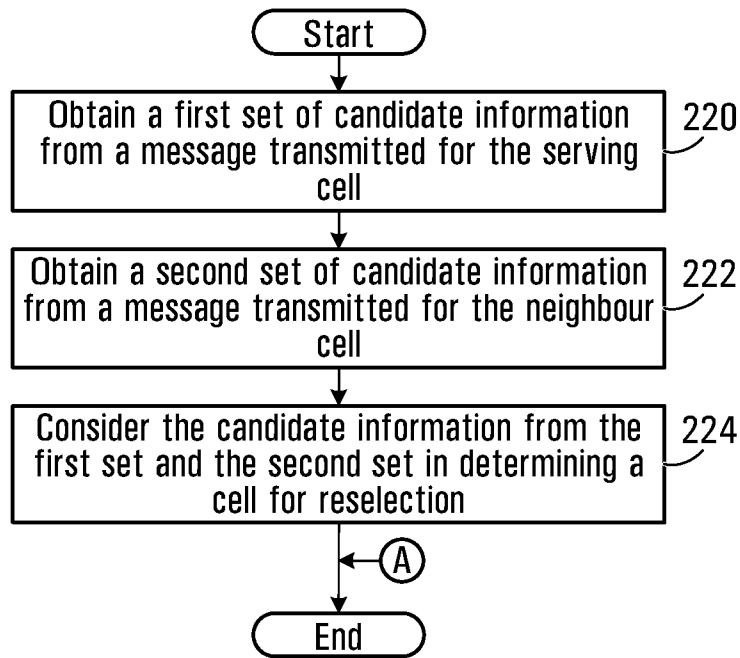 Start
Obtain a first set of candidate information
from a message transmitted for the serving
cell
220
Obtain a second set of candidate information
from a message transmitted for the neighbour
cell
222
Consider the candidate information from the
first set and the second set in determining a
cell for reselection
224
A
End